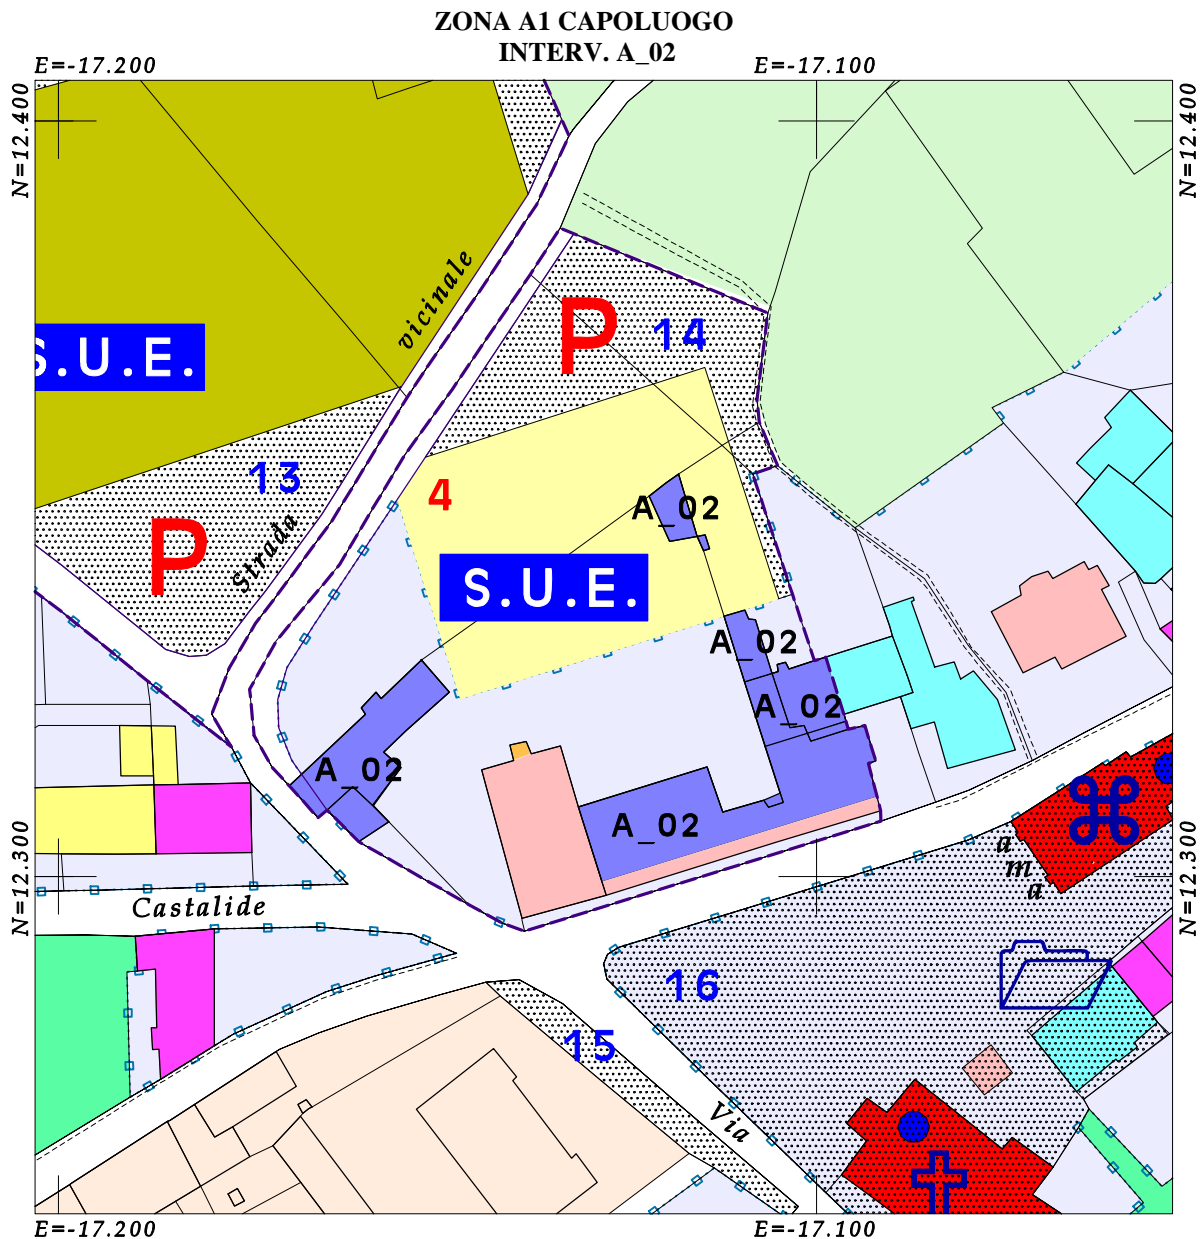 ZONA A1 CAPOLUOGO
INTERV. A_02
E=-17.200
E=-17.100
N=12.400
N=12.400
vicinale
P
14
S.U.E.
13
4
A_02
P
Strada
S.U.E.
A_02
A_02
A_02
A_02
N=12.300
N=12.300
a
m
a
Castalide
16
15
Via
E=-17.200
E=-17.100